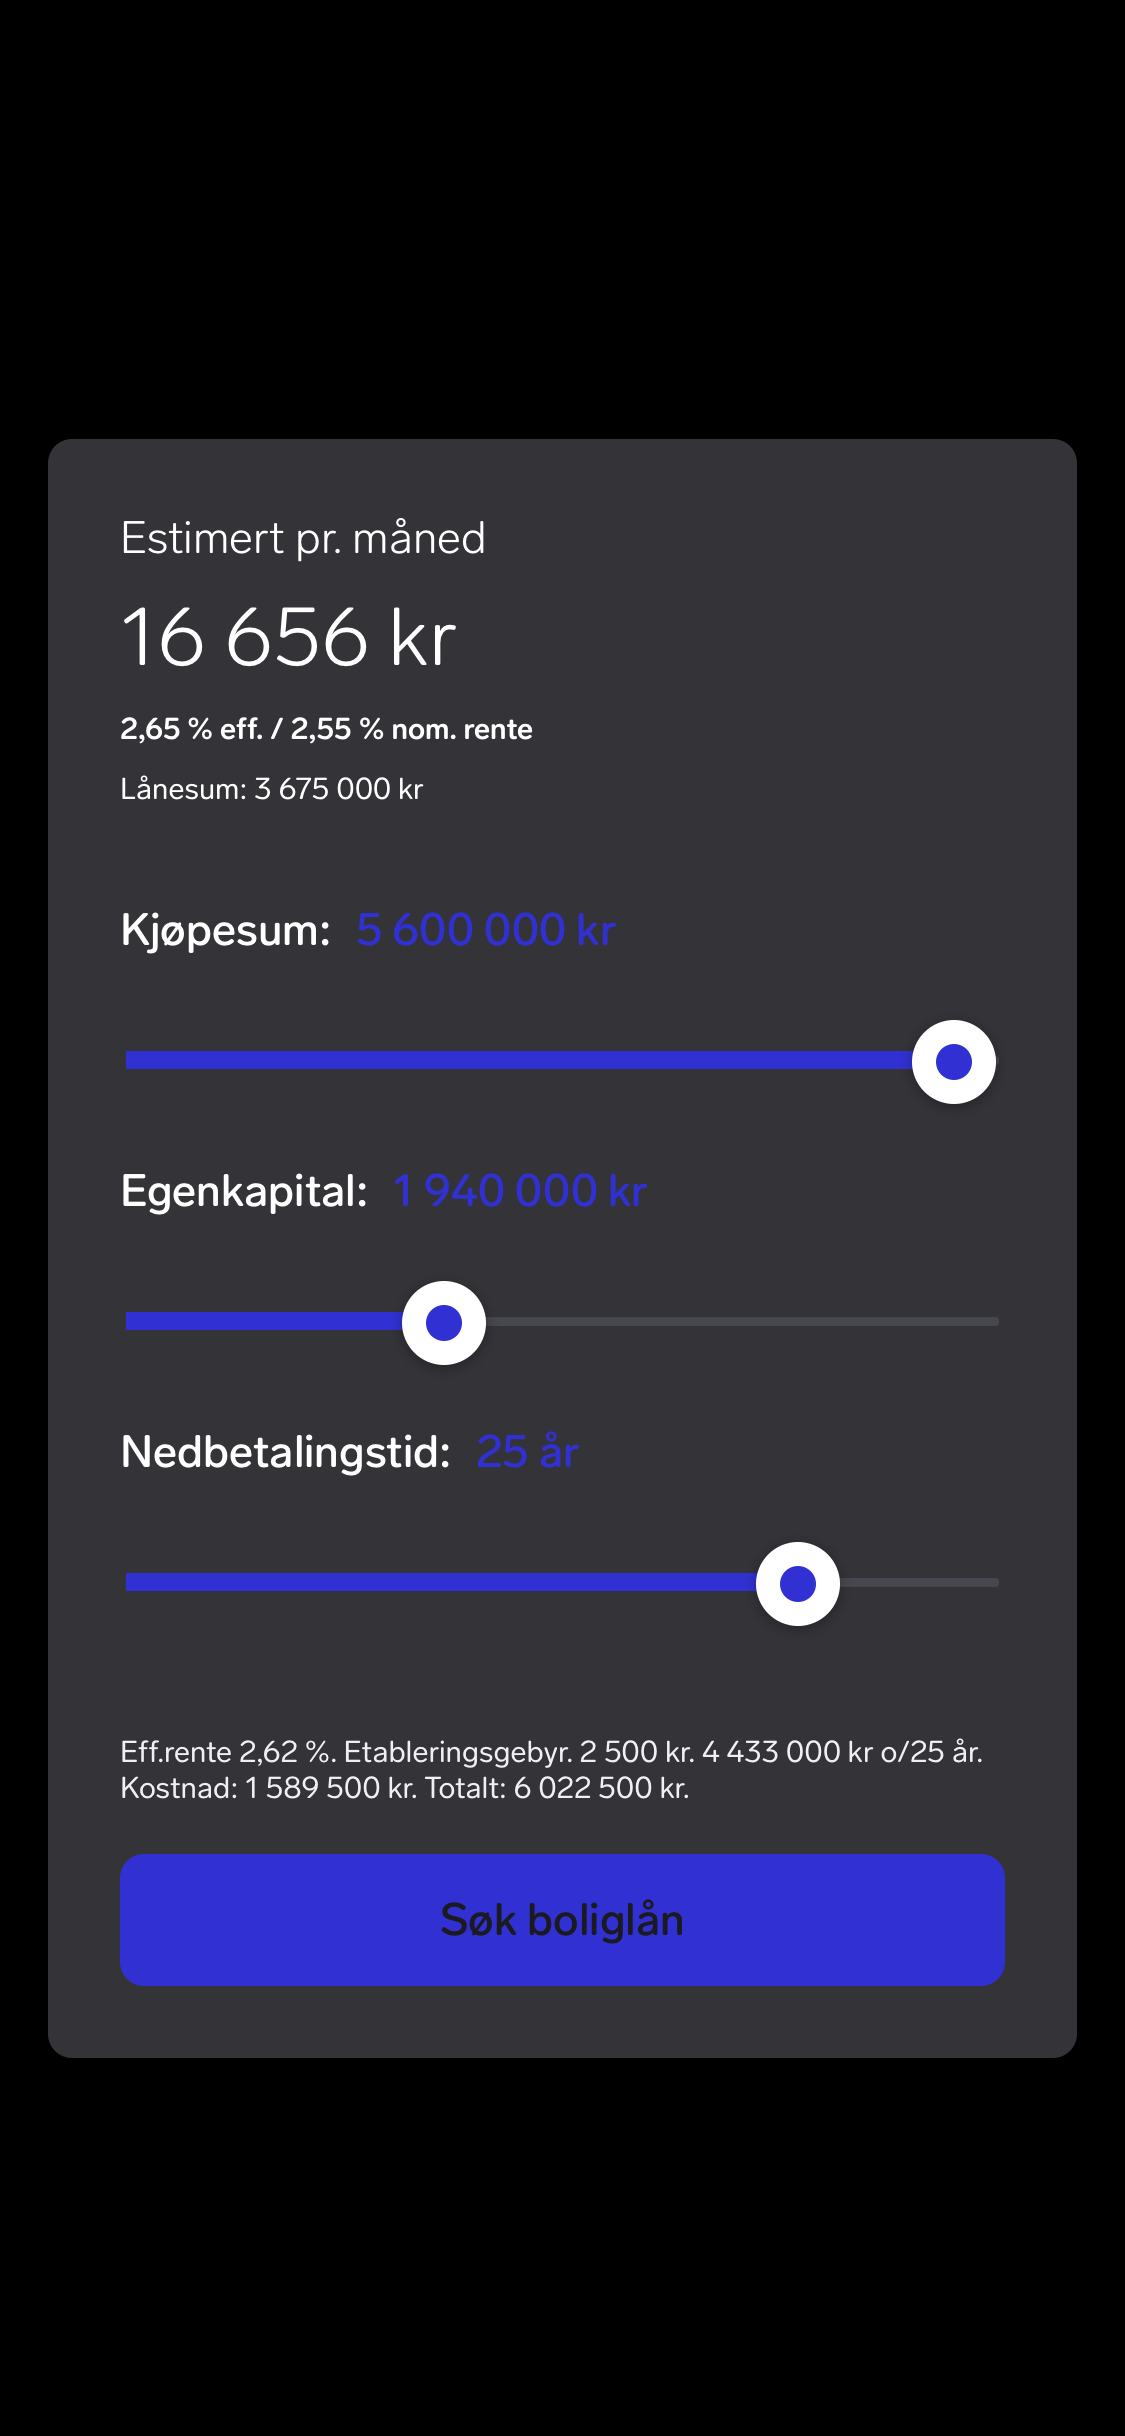 Estimert pr. måned
16 656 kr
2,65 % eff. / 2,55 % nom. rente
Lånesum: 3 675 000 kr
Kjøpesum: 5 600 000 kr
Egenkapital: 1 940 000 kr
Nedbetalingstid: 25 år
Eff.rente 2,62 %. Etableringsgebyr. 2 500 kr. 4 433 000 kr o/25 år.
Kostnad: 1 589 500 kr. Totalt: 6 022 500 kr.
Søk boliglån